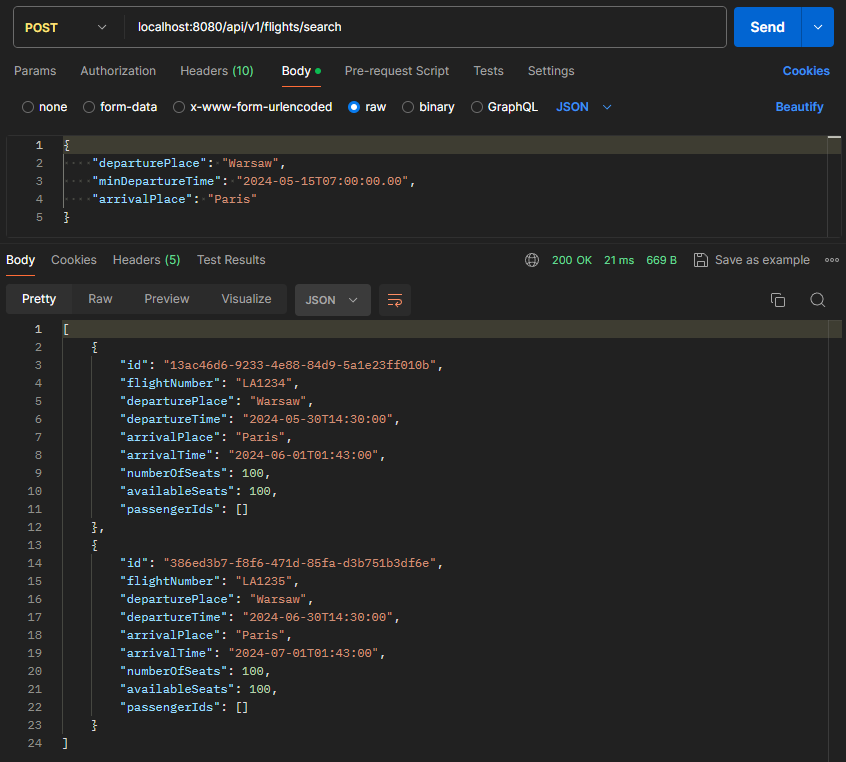 POST localhost:8080/api/v1/flights/search Send
Params Authorization Headers (10) Body Pre-request Script Tests Settings Cookies
none form-data x-www-form-urlencoded raw binary GraphQL JSON Beautify
1 {
2 "departurePlace": "Warsaw",
3 "minDepartureTime": "2024-05-15T07:00:00.00",
4 "arrivalPlace": "Paris"
5 }
Body Cookies Headers (5) Test Results 200 OK 21 ms 669 B Save as example
Pretty Raw Preview Visualize JSON
1 [
2 {
3 "id": "13ac46d6-9233-4e88-84d9-5a1e23ff010b",
4 "flightNumber": "LA1234",
5 "departurePlace": "Warsaw",
6 "departureTime": "2024-05-30T14:30:00",
7 "arrivalPlace": "Paris",
8 "arrivalTime": "2024-06-01T01:43:00",
9 "numberOfSeats": 100,
10 "availableSeats": 100,
11 "passengerIds": []
12 },
13 {
14 "id": "386ed3b7-f8f6-471d-85fa-d3b751b3df6e",
15 "flightNumber": "LA1235",
16 "departurePlace": "Warsaw",
17 "departureTime": "2024-06-30T14:30:00",
18 "arrivalPlace": "Paris",
19 "arrivalTime": "2024-07-01T01:43:00",
20 "numberOfSeats": 100,
21 "availableSeats": 100,
22 "passengerIds": []
23 }
24 ]